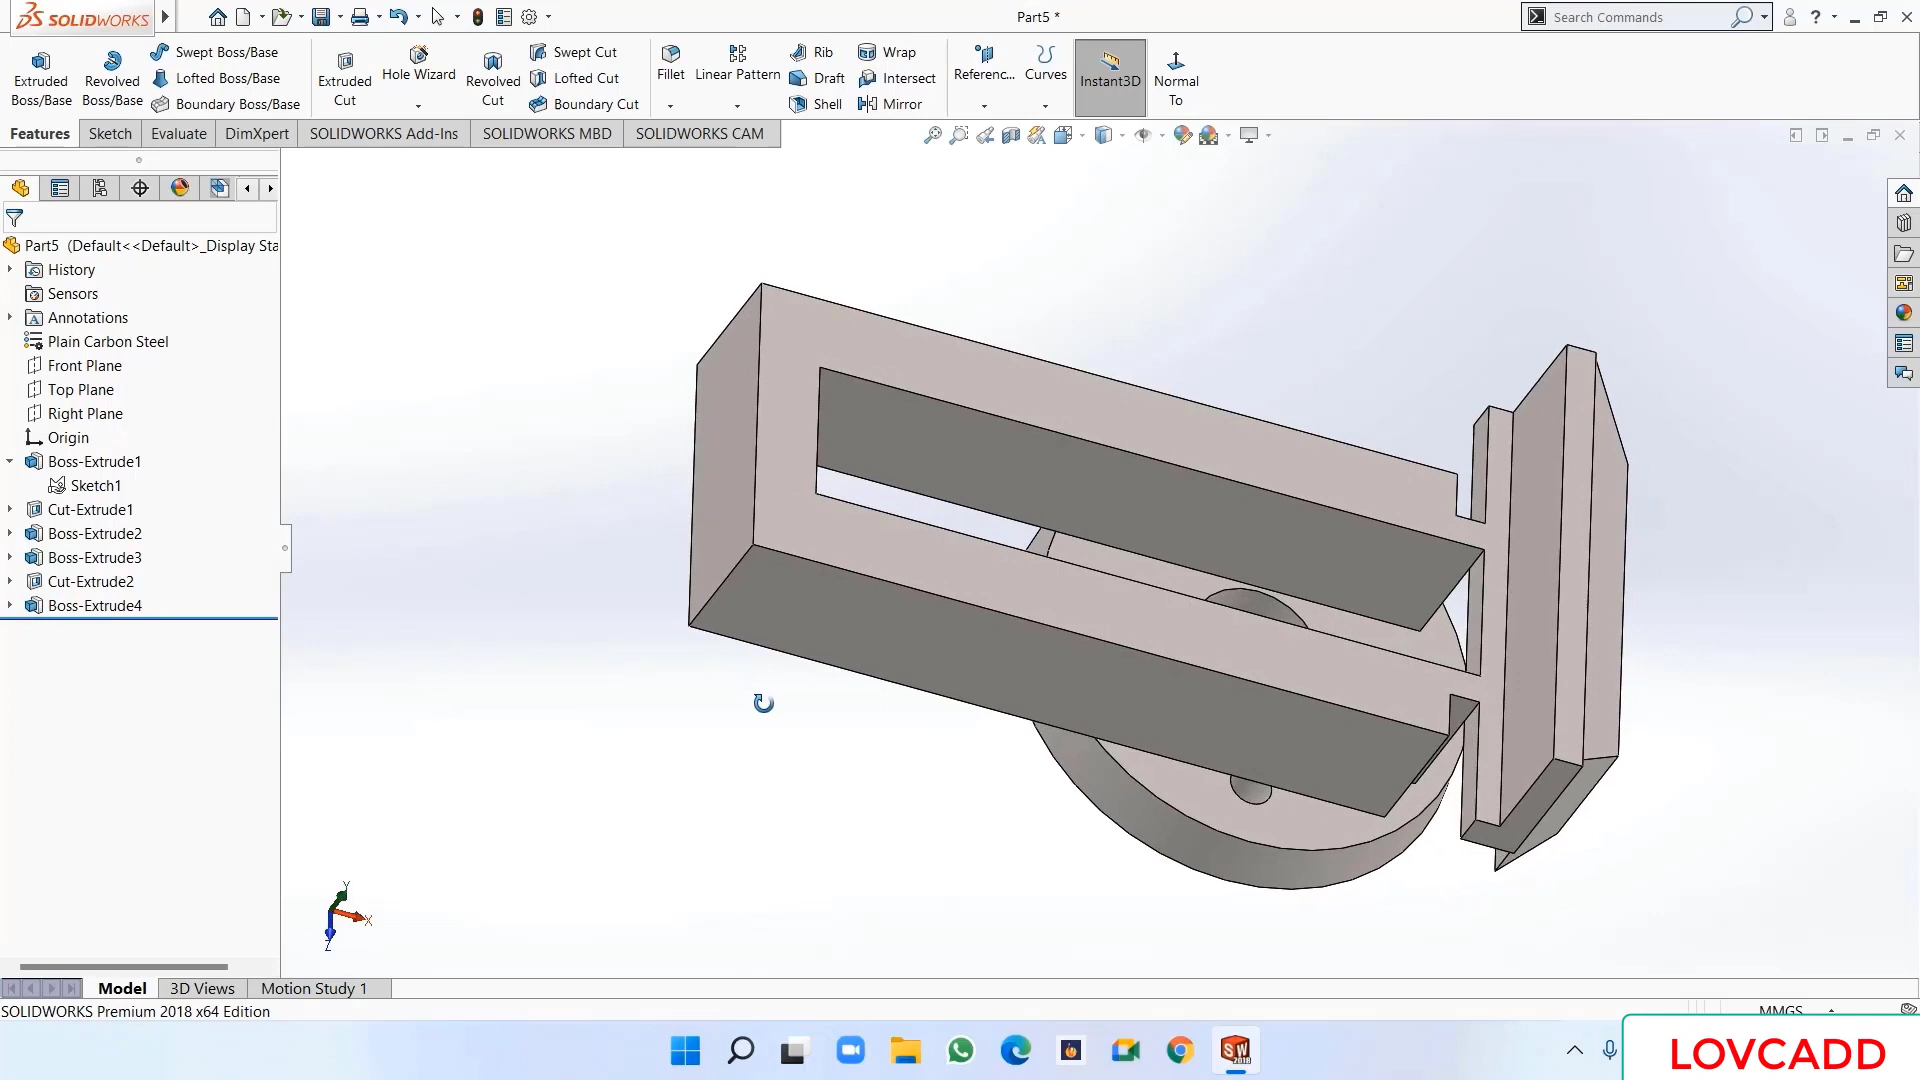 SOLIDWORKS
Part5 *
Search Commands
?
Extruded Boss/Base
Revolved Boss/Base
Swept Boss/Base
Lofted Boss/Base
Boundary Boss/Base
Extruded Cut
Hole Wizard
Revolved Cut
Swept Cut
Lofted Cut
Boundary Cut
Fillet
Linear Pattern
Rib
Draft
Shell
Wrap
Intersect
Mirror
Referenc...
Curves
Instant3D
Normal To
Features
Sketch
Evaluate
DimXpert
SOLIDWORKS Add-Ins
SOLIDWORKS MBD
SOLIDWORKS CAM
Part5 (Default<<Default>_Display Sta
History
Sensors
Annotations
Plain Carbon Steel
Front Plane
Top Plane
Right Plane
Origin
Boss-Extrude1
Sketch1
Cut-Extrude1
Boss-Extrude2
Boss-Extrude3
Cut-Extrude2
Boss-Extrude4
Y
X
Z
Model
3D Views
Motion Study 1
SOLIDWORKS Premium 2018 x64 Edition
MMGS
SW
2018
LOVCADD